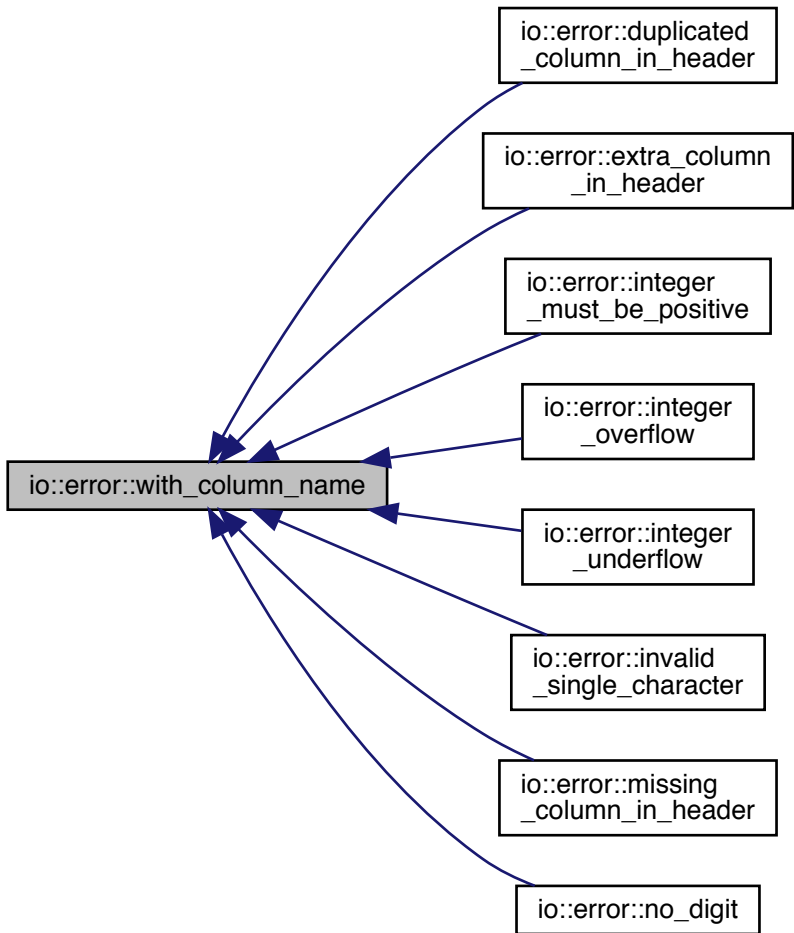 io::error::duplicated
_column_in_header
io::error::extra_column
_in_header
io::error::integer
_must_be_positive
io::error::integer
_overflow
io::error::with_column_name
io::error::integer
_underflow
io::error::invalid
_single_character
io::error::missing
_column_in_header
io::error::no_digit